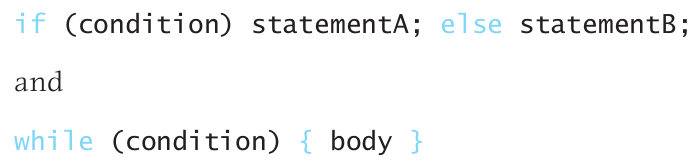 if (condition) statementA; else statementB;
and
while (condition) { body }